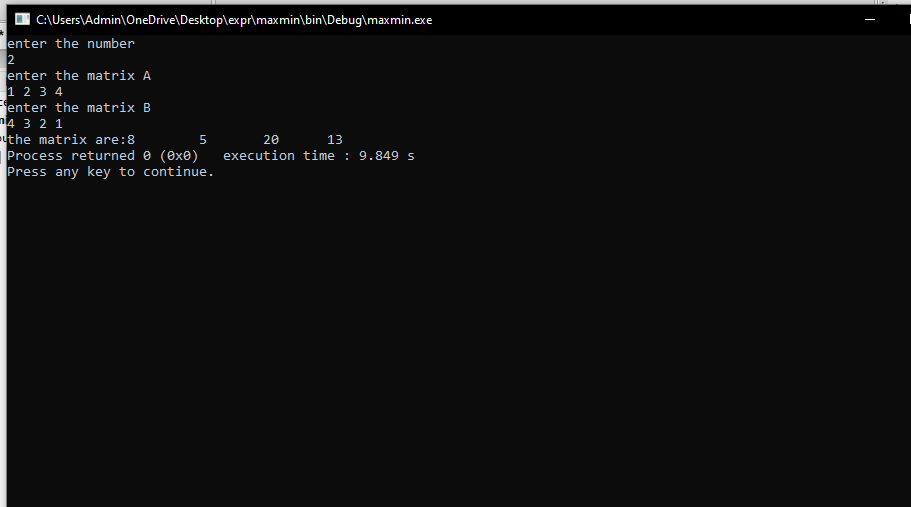 C:\Users\Admin\OneDrive\Desktop\expr\maxmin\bin\Debug\maxmin.exe
enter the number
2
enter the matrix A
1 2 3 4
enter the matrix B
4 3 2 1
the matrix are:8        5       20      13
Process returned 0 (0x0)   execution time : 9.849 s
Press any key to continue.